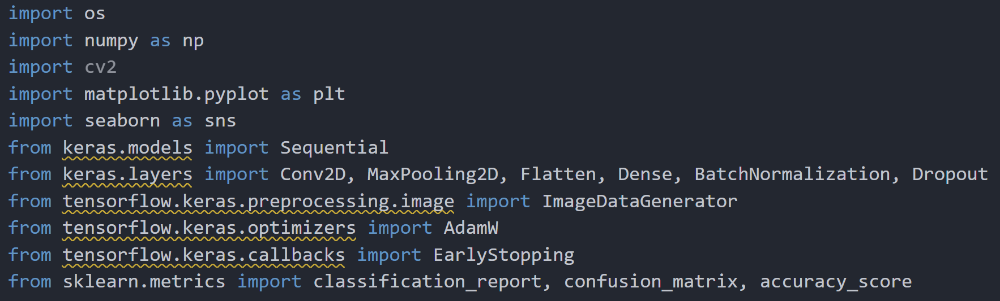 import os
import numpy as np
import cv2
import matplotlib.pyplot as plt
import seaborn as sns
from keras.models import Sequential
from keras.layers import Conv2D, MaxPooling2D, Flatten, Dense, BatchNormalization, Dropout
from tensorflow.keras.preprocessing.image import ImageDataGenerator
from tensorflow.keras.optimizers import AdamW
from tensorflow.keras.callbacks import EarlyStopping
from sklearn.metrics import classification_report, confusion_matrix, accuracy_score